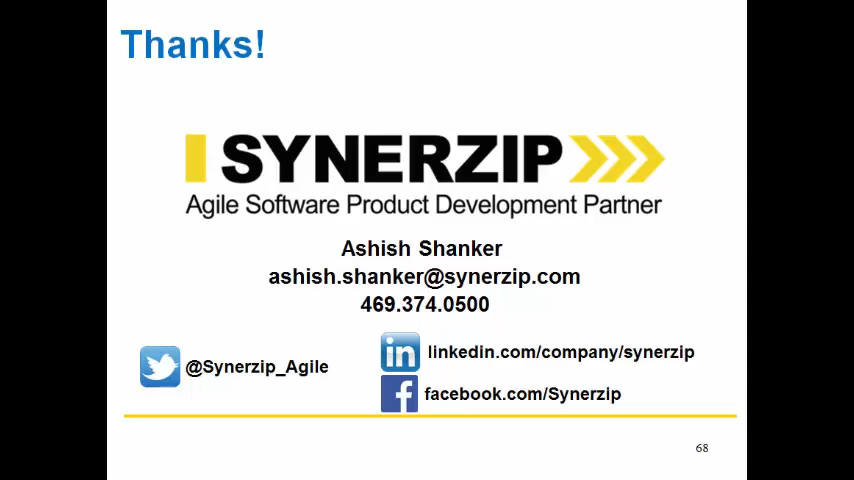 Thanks!
SYNERZIP
Agile Software Product Development Partner
Ashish Shanker
ashish.shanker@synerzip.com
469.374.0500
@Synerzip_Agile
in linkedin.com/company/synerzip
f facebook.com/Synerzip
68